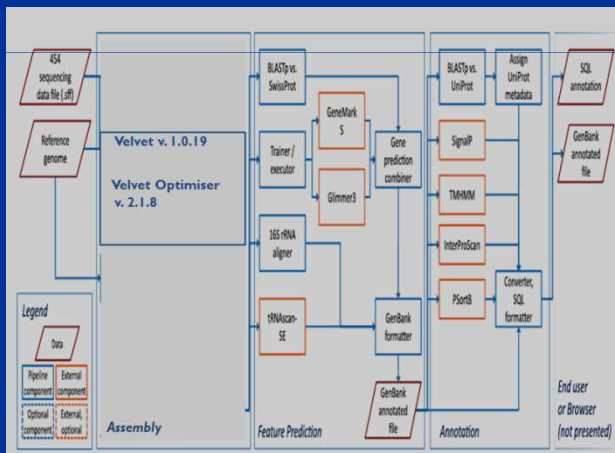 454
sequencing
data file (.sff)
Reference
genome
Velvet v. 1.0.19
Velvet Optimiser
v. 2.1.8
Legend
Data
Pipeline
component
External
component
Optional
component
External,
optional
Assembly
BLASTp vs.
SwissProt
Trainer /
executor
GeneMark
S
Glimmer3
Gene
prediction
combiner
16S rRNA
aligner
tRNAscan-
SE
GenBank
formatter
GenBank
annotated
file
Feature Prediction
BLASTp vs.
UniProt
Assign
UniProt
metadata
SignalP
TMHMM
InterProScan
PSortB
Converter,
SQL
formatter
Annotation
SQL
annotation
GenBank
annotated
file
End user
or Browser
(not presented)